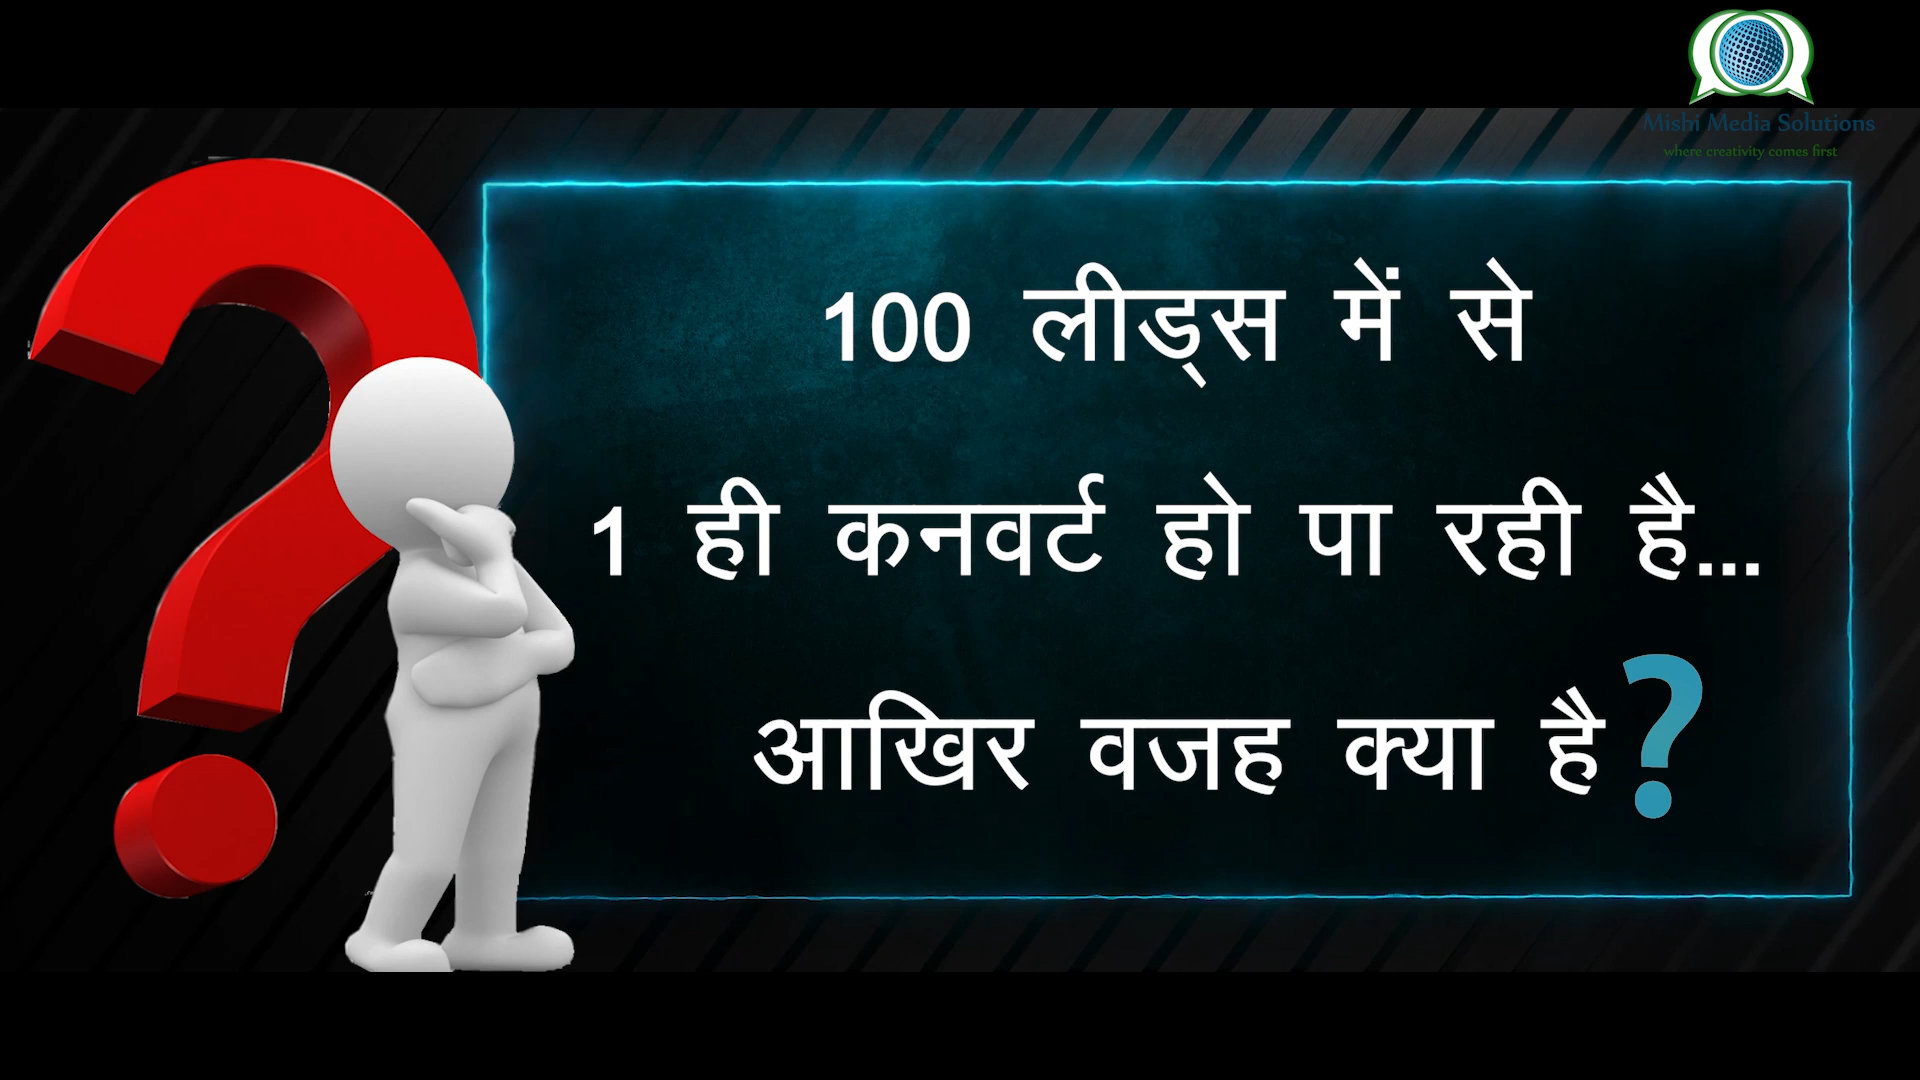 Mishi Media Solutions
where creativity comes first
100 लीड्स में से
1 ही कनवर्ट हो पा रही है...
आखिर वजह क्या है?